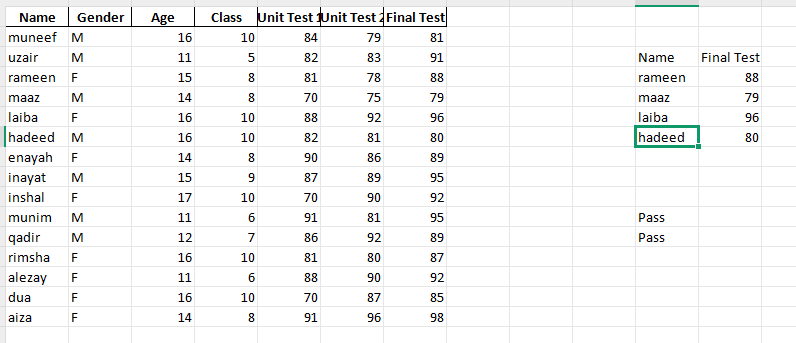 Name Gender Age Class Unit Test 1 Unit Test 2 Final Test
muneef M 16 10 84 79 81
uzair M 11 5 82 83 91 Name Final Test
rameen F 15 8 81 78 88 rameen 88
maaz M 14 8 70 75 79 maaz 79
laiba F 16 10 88 92 96 laiba 96
hadeed M 16 10 82 81 80 hadeed 80
enayah F 14 8 90 86 89
inayat M 15 9 87 89 95
inshal F 17 10 70 90 92
munim M 11 6 91 81 95 Pass
qadir M 12 7 86 92 89 Pass
rimsha F 16 10 81 80 87
alezay F 11 6 88 90 92
dua F 16 10 70 87 85
aiza F 14 8 91 96 98